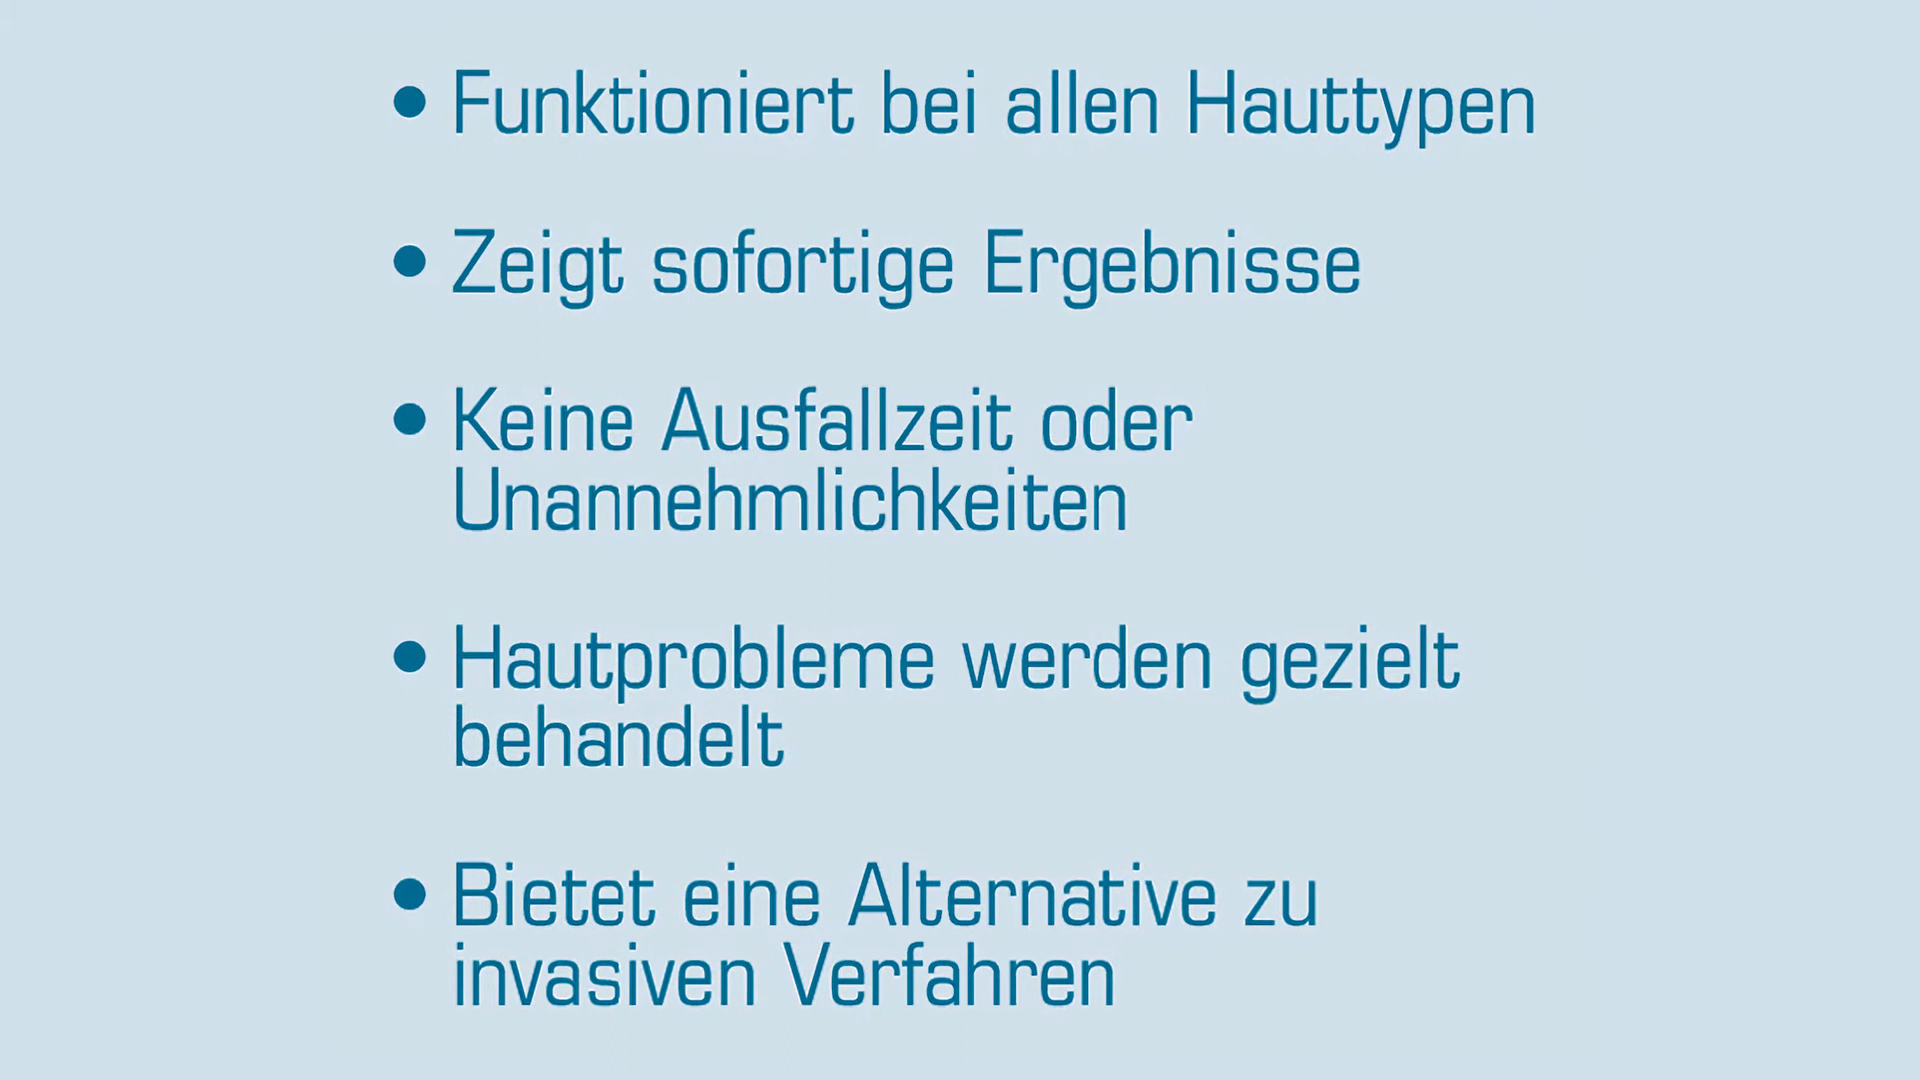 • Funktioniert bei allen Hauttypen
• Zeigt sofortige Ergebnisse
• Keine Ausfallzeit oder
Unannehmlichkeiten
• Hautprobleme werden gezielt
behandelt
• Bietet eine Alternative zu
invasiven Verfahren